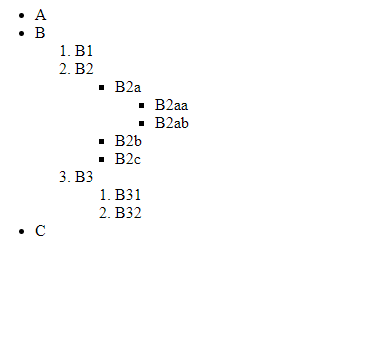 • A
• B
1. B1
2. B2
▪ B2a
▪ B2aa
▪ B2ab
▪ B2b
▪ B2c
3. B3
1. B31
2. B32
• C